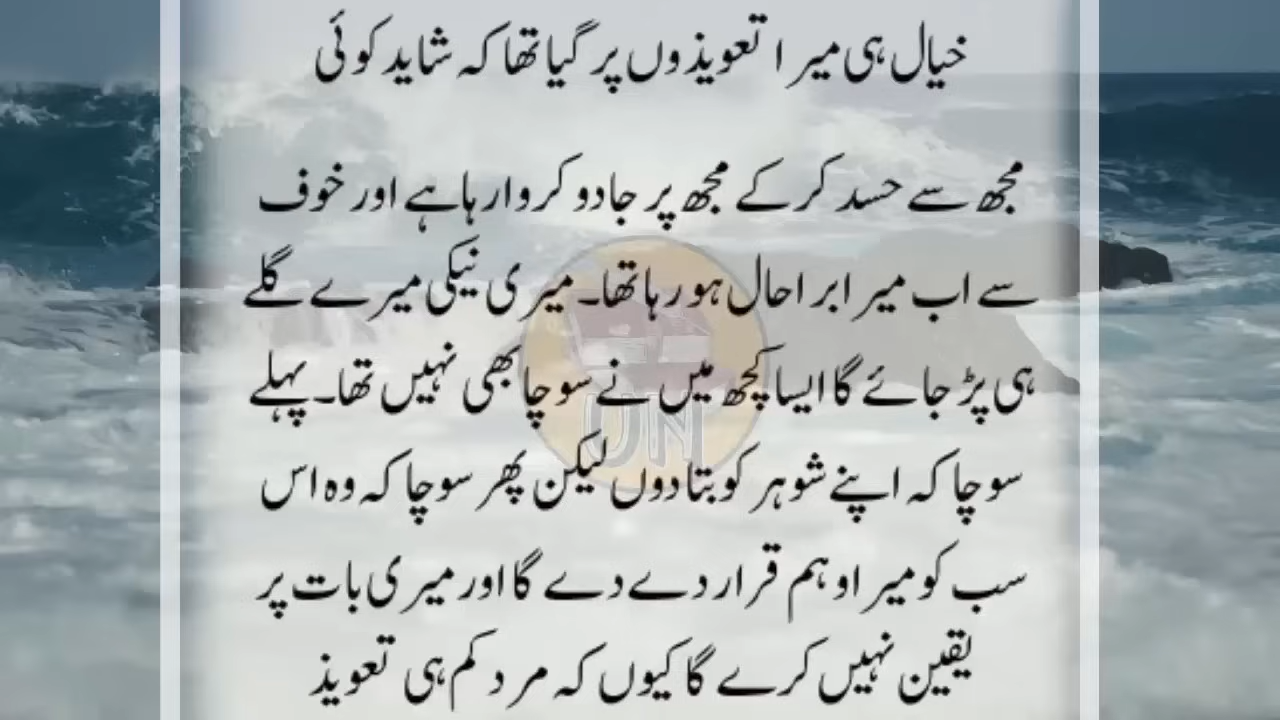 خیال ہی میرا تعویذوں پر گیا تھا کہ شاید کوئی
مجھ سے حسد کر کے مجھ پر جادو کروا رہا ہے اور خوف
سے اب میرا برا حال ہو رہا تھا۔ میری نیکی میرے گلے
ہی پڑ جائے گا ایسا کچھ میں نے سوچا بھی نہیں تھا۔ پہلے
سوچا کہ اپنے شوہر کو بتا دوں لیکن پھر سوچا کہ وہ اس
سب کو میرا وہم قرار دے دے گا اور میری بات پر
یقین نہیں کرے گا کیوں کہ مرد کم ہی تعویذ
UN